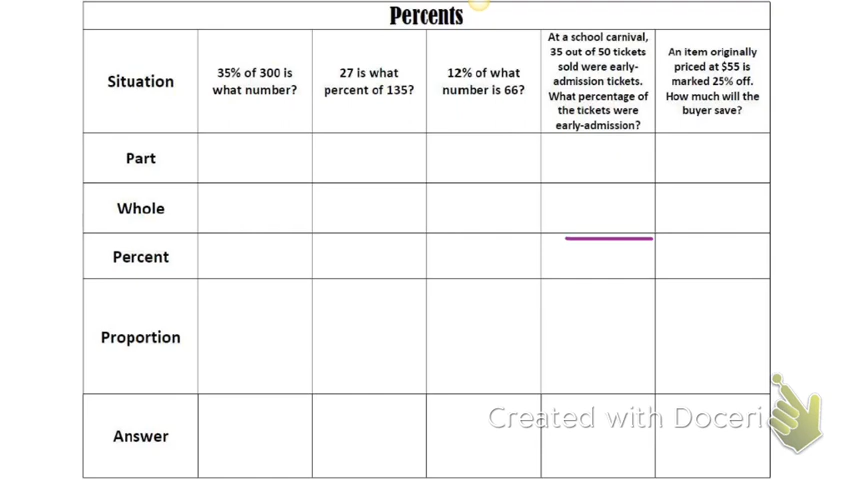 Percents
Situation
35% of 300 is
what number?
27 is what
percent of 135?
12% of what
number is 66?
At a school carnival,
35 out of 50 tickets
sold were early-
admission tickets.
What percentage of
the tickets were
early-admission?
An item originally
priced at $55 is
marked 25% off.
How much will the
buyer save?
Part
Whole
Percent
Proportion
Answer
Created with Doceri